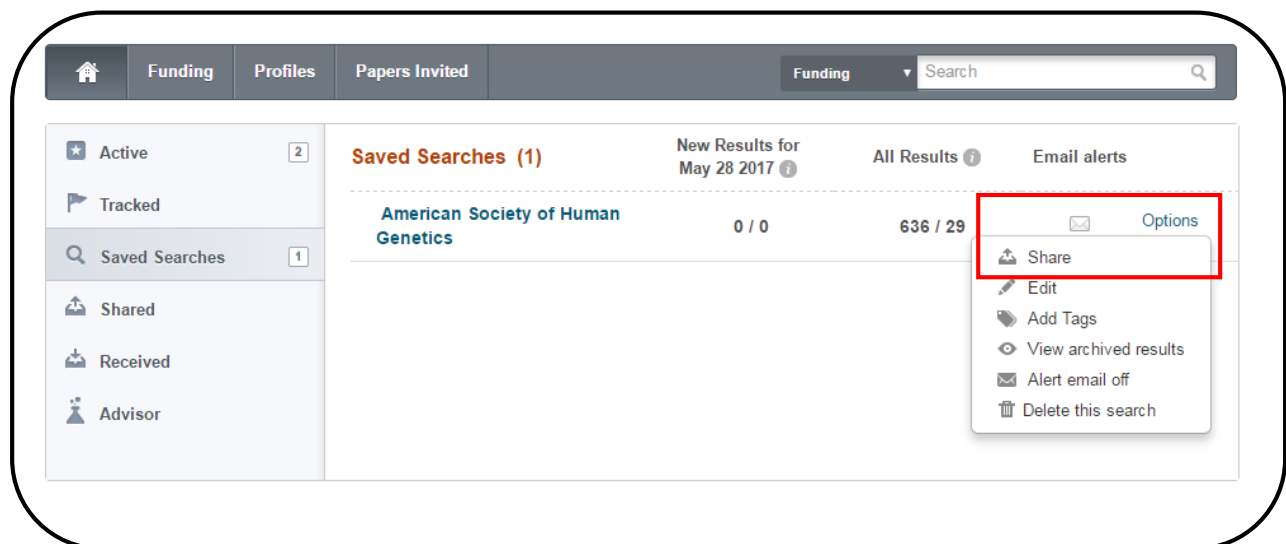 Funding Profiles Papers Invited Funding ▼ Search
Active 2
Tracked
Saved Searches 1
Shared
Received
Advisor
Saved Searches (1) New Results for May 28 2017 All Results Email alerts
American Society of Human
Genetics
0 / 0 636 / 29 Options
Share
Edit
Add Tags
View archived results
Alert email off
Delete this search